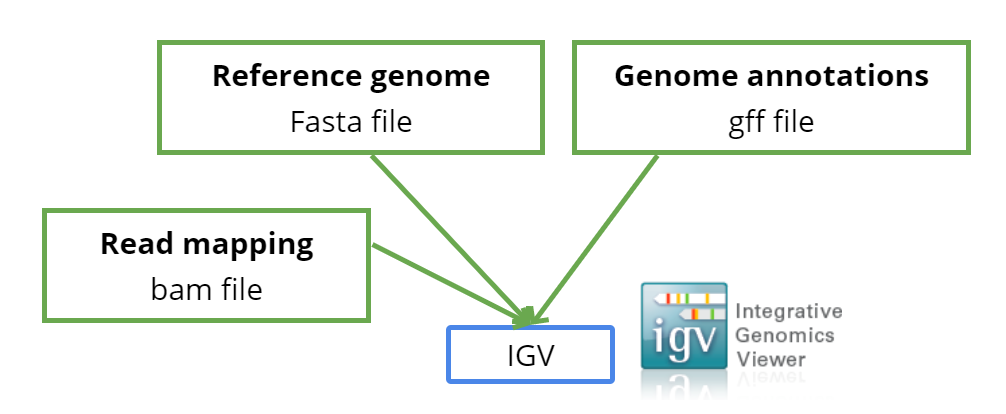 Reference genome
Fasta file
Genome annotations
gff file
Read mapping
bam file
IGV
igv
Integrative
Genomics
Viewer